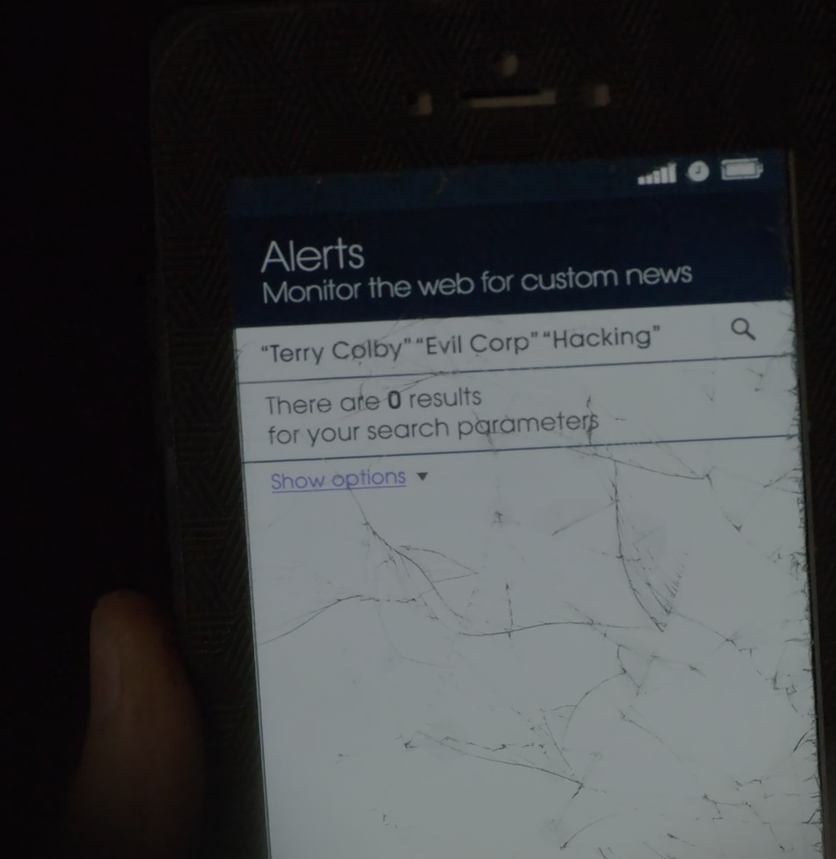 Alerts
Monitor the web for custom news
“Terry Colby” “Evil Corp” “Hacking”
There are 0 results
for your search parameters
Show options ▼